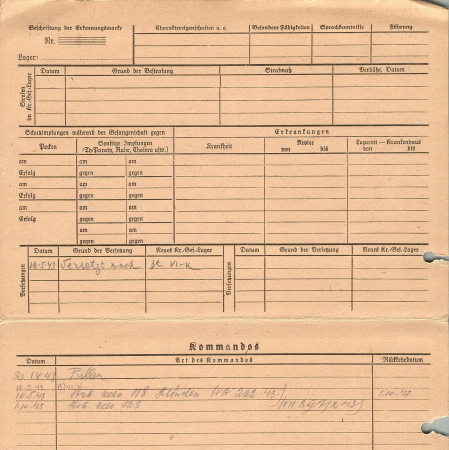 Beschriftung der Erkennungsmarke
Nr.
Lager:
Charaktereigenschaften u. a.
Besondere Fähigkeiten
Sprachkenntnisse
Führung
Strafen im Kr.-Gef.-Lager
Datum
Grund der Bestrafung
Strafmaß
Verbüßt, Datum
Schutzimpfungen während der Gefangenschaft gegen
Erkrankungen
Pocken
Sonstige Impfungen
(Ty-Paraty, Ruhr, Cholera usw.)
Krankheit
Revier
von bis
Lazarett — Krankenhaus
von bis
am am am
Erfolg gegen gegen
am am am
Erfolg gegen gegen
am am am
Erfolg gegen gegen
am am
gegen gegen
Versetzungen
Datum Grund der Versetzung Neues Kr.-Gef.-Lager
Versetzt nach St. VI-K
Versetzungen
Datum Grund der Versetzung Neues Kr.-Gef.-Lager
Kommandos
Datum Art des Kommandos Rückkehrdatum